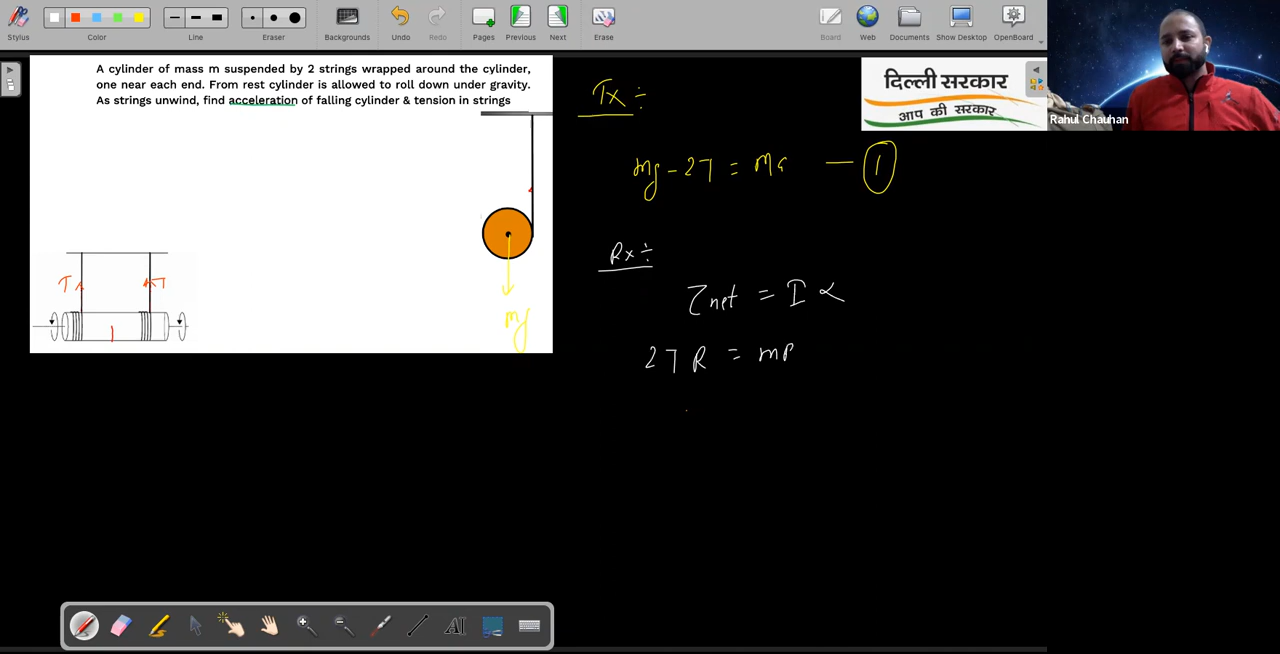 Stylus
Color
Line
Eraser
Backgrounds
Undo
Redo
Pages
Previous
Next
Erase
Board
Web
Documents
Show Desktop
OpenBoard
A cylinder of mass m suspended by 2 strings wrapped around the cylinder,
one near each end. From rest cylinder is allowed to roll down under gravity.
As strings unwind, find acceleration of falling cylinder & tension in strings
T T
mg
Tx ÷
mg - 2T = Ma — 1
Rx ÷
τnet = I α
2TR = mR
दिल्ली सरकार
आप की सरकार
Rahul Chauhan
AI